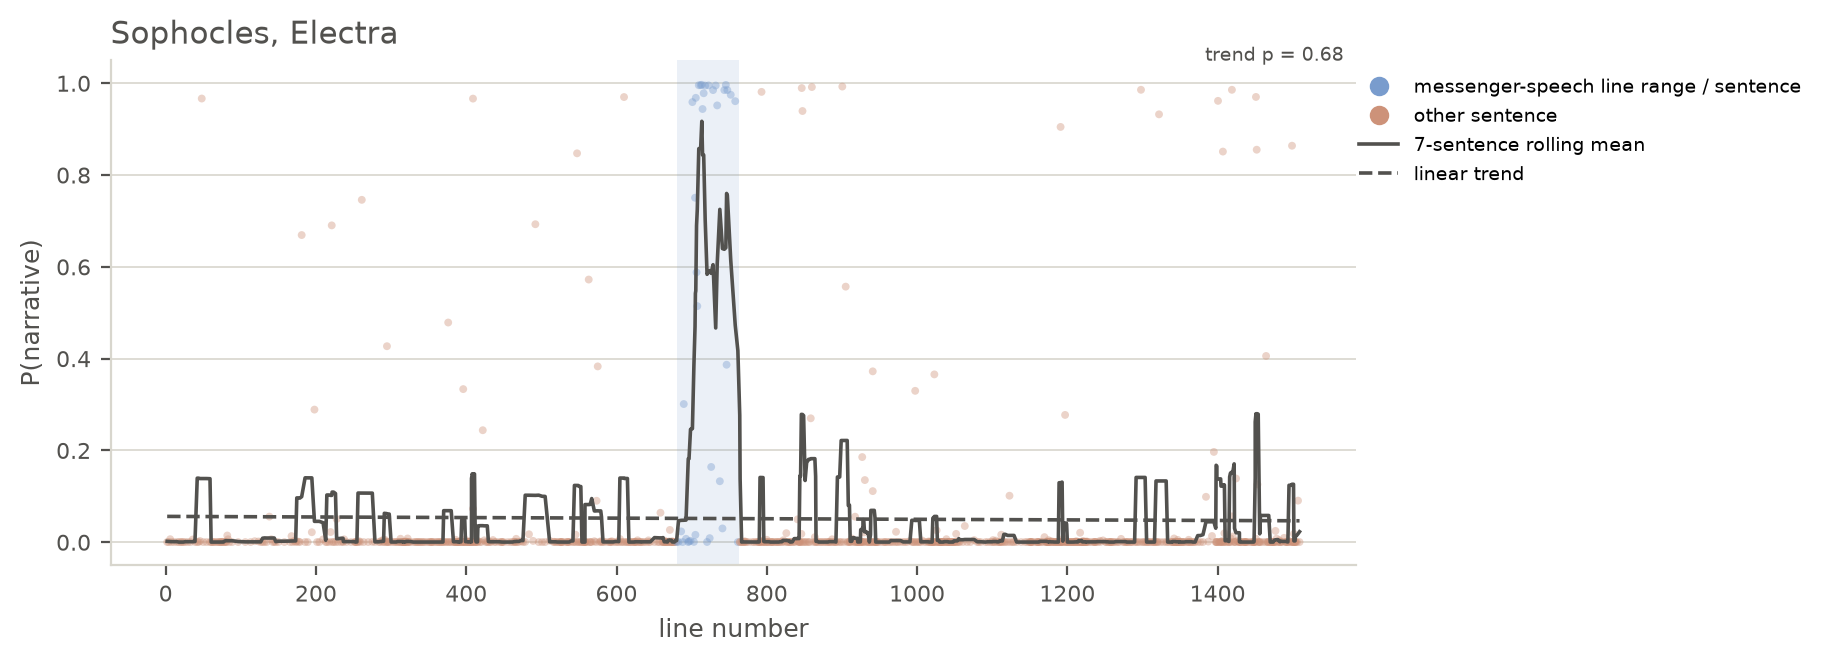 Sophocles, Electra
trend p = 0.68
messenger-speech line range / sentence
other sentence
7-sentence rolling mean
linear trend
P(narrative)
1.0
0.8
0.6
0.4
0.2
0.0
0 200 400 600 800 1000 1200 1400
line number